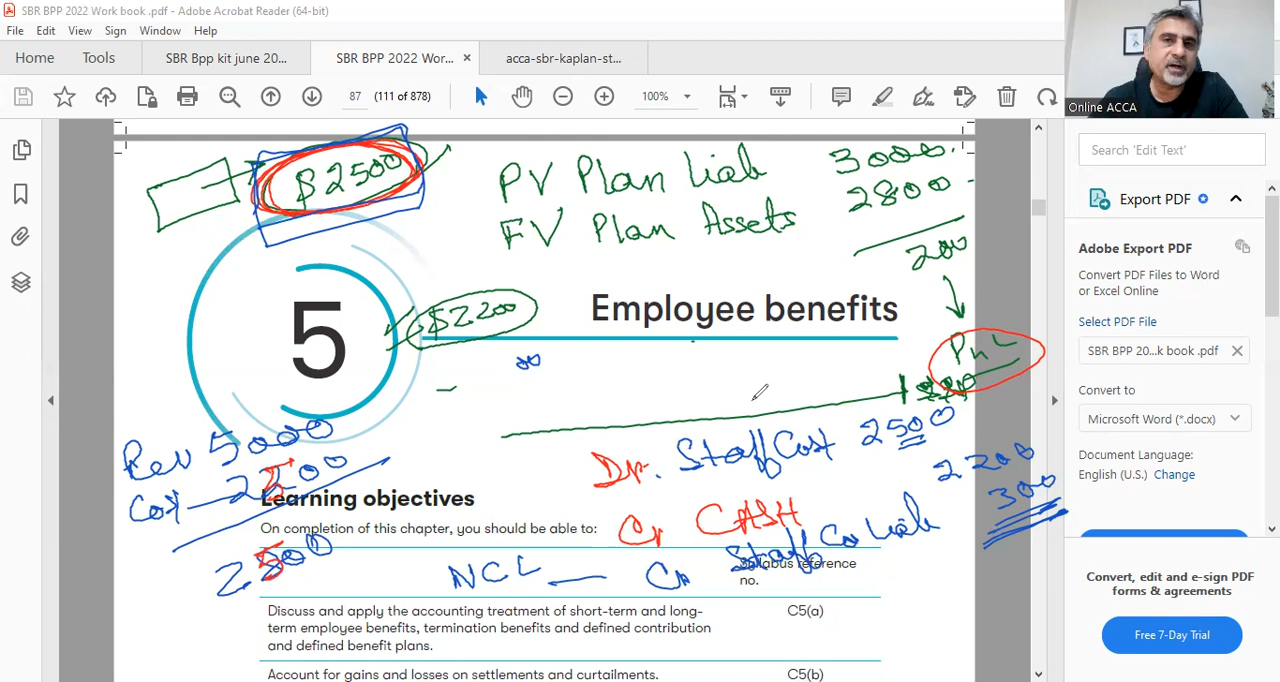 SBR BPP 2022 Work book .pdf - Adobe Acrobat Reader (64-bit)
File Edit View Sign Window Help
Home Tools SBR Bpp kit june 20... SBR BPP 2022 Wor... × acca-sbr-kaplan-st...
87 (111 of 878) 100%
Online ACCA
$2500 PV Plan Liab 3000
FV Plan Assets 2800
200
5
$2200
Employee benefits
PnL
Rev 5000
Cost
Dr. Staff Cost 2500
2200
300
Learning objectives
On completion of this chapter, you should be able to:
Cr CASH
Staff Co Liab
NCL — Cr
Syllabus reference
no.
Discuss and apply the accounting treatment of short-term and long-
term employee benefits, termination benefits and defined contribution
and defined benefit plans.
C5(a)
Account for gains and losses on settlements and curtailments. C5(b)
Search 'Edit Text'
Export PDF
Adobe Export PDF
Convert PDF Files to Word
or Excel Online
Select PDF File
SBR BPP 20...k book .pdf ×
Convert to
Microsoft Word (*.docx)
Document Language:
English (U.S.) Change
Convert, edit and e-sign PDF
forms & agreements
Free 7-Day Trial